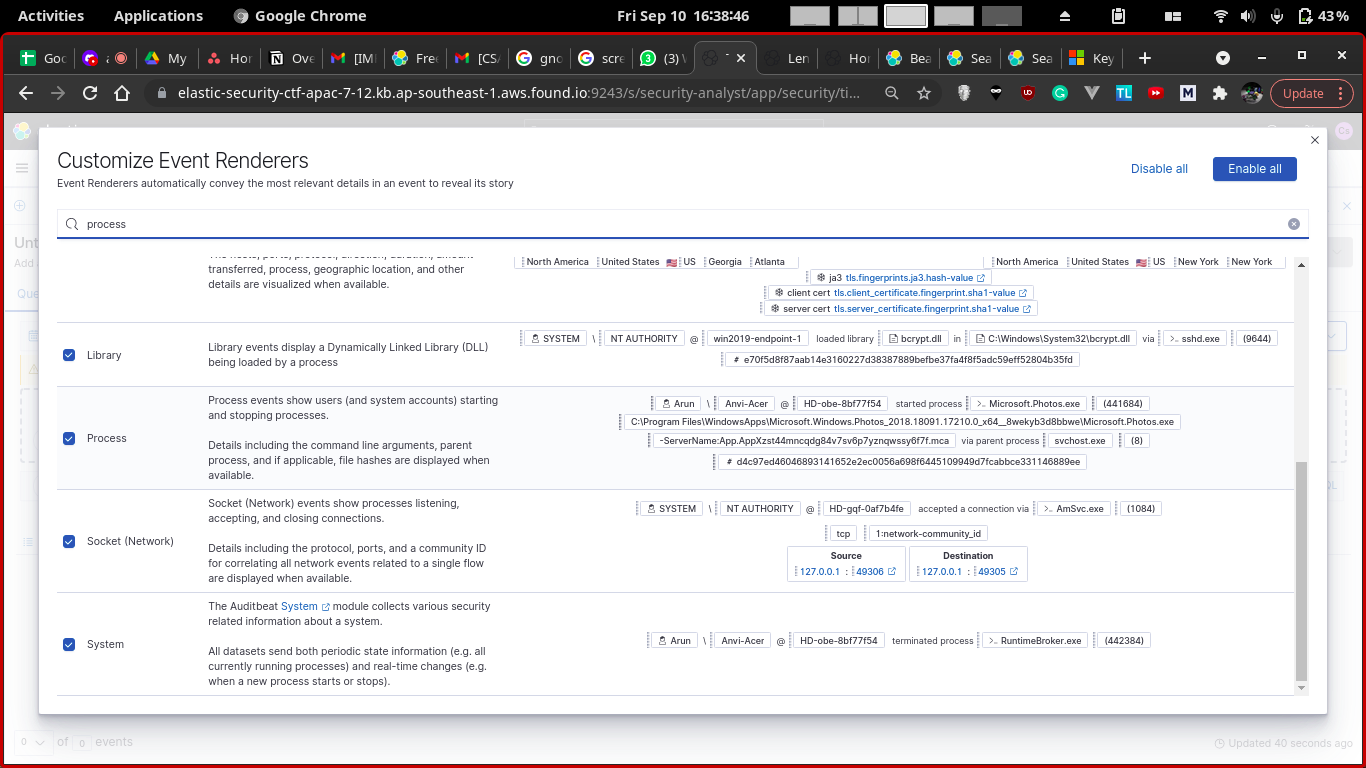 Activities Applications Google Chrome Fri Sep 10 16:38:46 43%
Goo My Hor Ove [IMI Free [CS gno scre (3) Len Hor Bea Sea Sea Key
elastic-security-ctf-apac-7-12.kb.ap-southeast-1.aws.found.io:9243/s/security-analyst/app/security/ti... Update
Customize Event Renderers
Event Renderers automatically convey the most relevant details in an event to reveal its story
Disable all Enable all
process
transferred, process, geographic location, and other
details are visualized when available.
North America United States US Georgia Atlanta North America United States US New York New York
ja3 tls.fingerprints.ja3.hash-value
client cert tls.client_certificate.fingerprint.sha1-value
server cert tls.server_certificate.fingerprint.sha1-value
Library
Library events display a Dynamically Linked Library (DLL)
being loaded by a process
SYSTEM \ NT AUTHORITY @ win2019-endpoint-1 loaded library bcrypt.dll in C:\Windows\System32\bcrypt.dll via >_ sshd.exe (9644)
# e70f5d8f87aab14e3160227d38387889befbe37fa4f8f5adc59eff52804b35fd
Process
Process events show users (and system accounts) starting
and stopping processes.
Details including the command line arguments, parent
process, and if applicable, file hashes are displayed when
available.
Arun \ Anvi-Acer @ HD-obe-8bf77f54 started process >_ Microsoft.Photos.exe (441684)
C:\Program Files\WindowsApps\Microsoft.Windows.Photos_2018.18091.17210.0_x64__8wekyb3d8bbwe\Microsoft.Photos.exe
-ServerName:App.AppXzst44mncqdg84v7sv6p7yznqwssy6f7f.mca via parent process svchost.exe (8)
# d4c97ed46046893141652e2ec0056a698f6445109949d7fcabbce331146889ee
Socket (Network)
Socket (Network) events show processes listening,
accepting, and closing connections.
Details including the protocol, ports, and a community ID
for correlating all network events related to a single flow
are displayed when available.
SYSTEM \ NT AUTHORITY @ HD-gqf-0af7b4fe accepted a connection via >_ AmSvc.exe (1084)
tcp 1:network-community_id
Source Destination
127.0.0.1 : 49306 127.0.0.1 : 49305
System
The Auditbeat System module collects various security
related information about a system.
All datasets send both periodic state information (e.g. all
currently running processes) and real-time changes (e.g.
when a new process starts or stops).
Arun \ Anvi-Acer @ HD-obe-8bf77f54 terminated process >_ RuntimeBroker.exe (442384)
0 of 0 events Updated 40 seconds ago